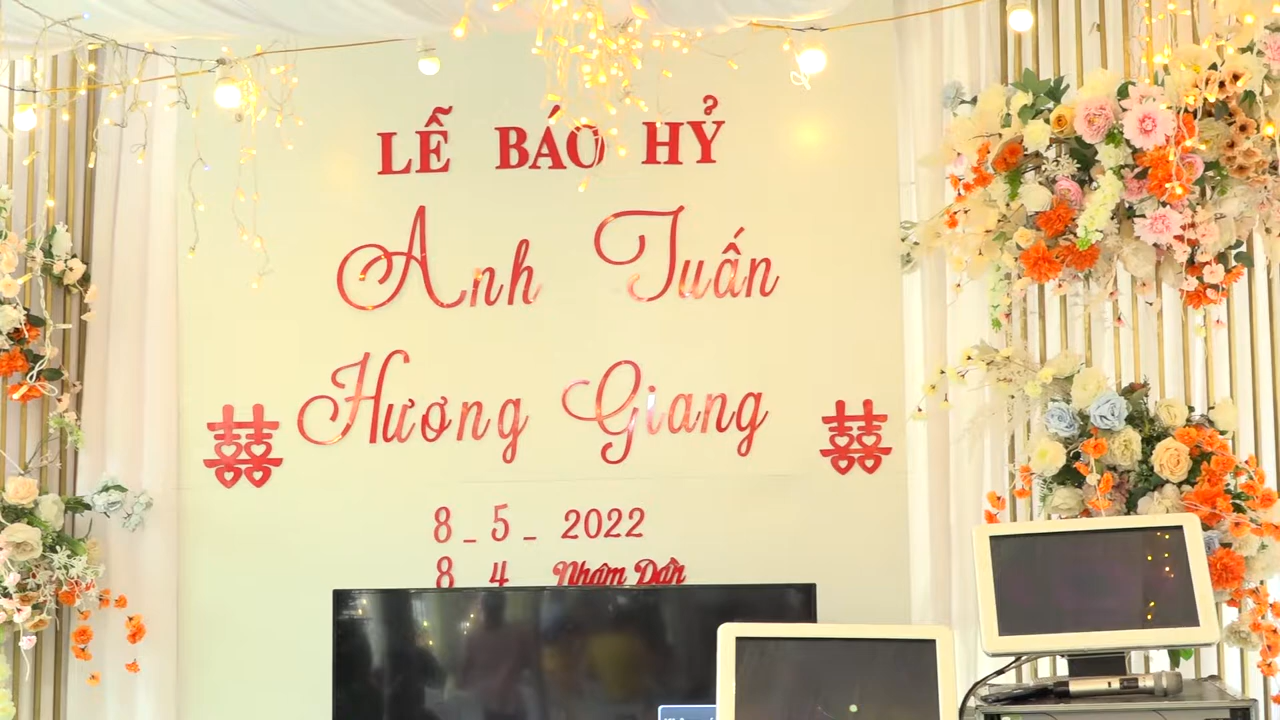 LỄ BÁO HỶ
Anh Tuấn
Hương Giang
囍 囍
8_5_2022
8 4 Nhâm Dần